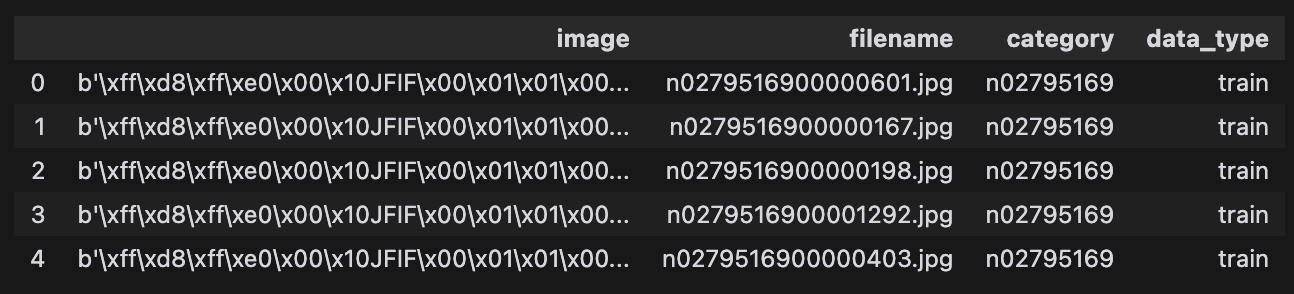 image filename category data_type
0 b'\xff\xd8\xff\xe0\x00\x10JFIF\x00\x01\x01\x00... n0279516900000601.jpg n02795169 train
1 b'\xff\xd8\xff\xe0\x00\x10JFIF\x00\x01\x01\x00... n0279516900000167.jpg n02795169 train
2 b'\xff\xd8\xff\xe0\x00\x10JFIF\x00\x01\x01\x00... n0279516900000198.jpg n02795169 train
3 b'\xff\xd8\xff\xe0\x00\x10JFIF\x00\x01\x01\x00... n0279516900001292.jpg n02795169 train
4 b'\xff\xd8\xff\xe0\x00\x10JFIF\x00\x01\x01\x00... n0279516900000403.jpg n02795169 train